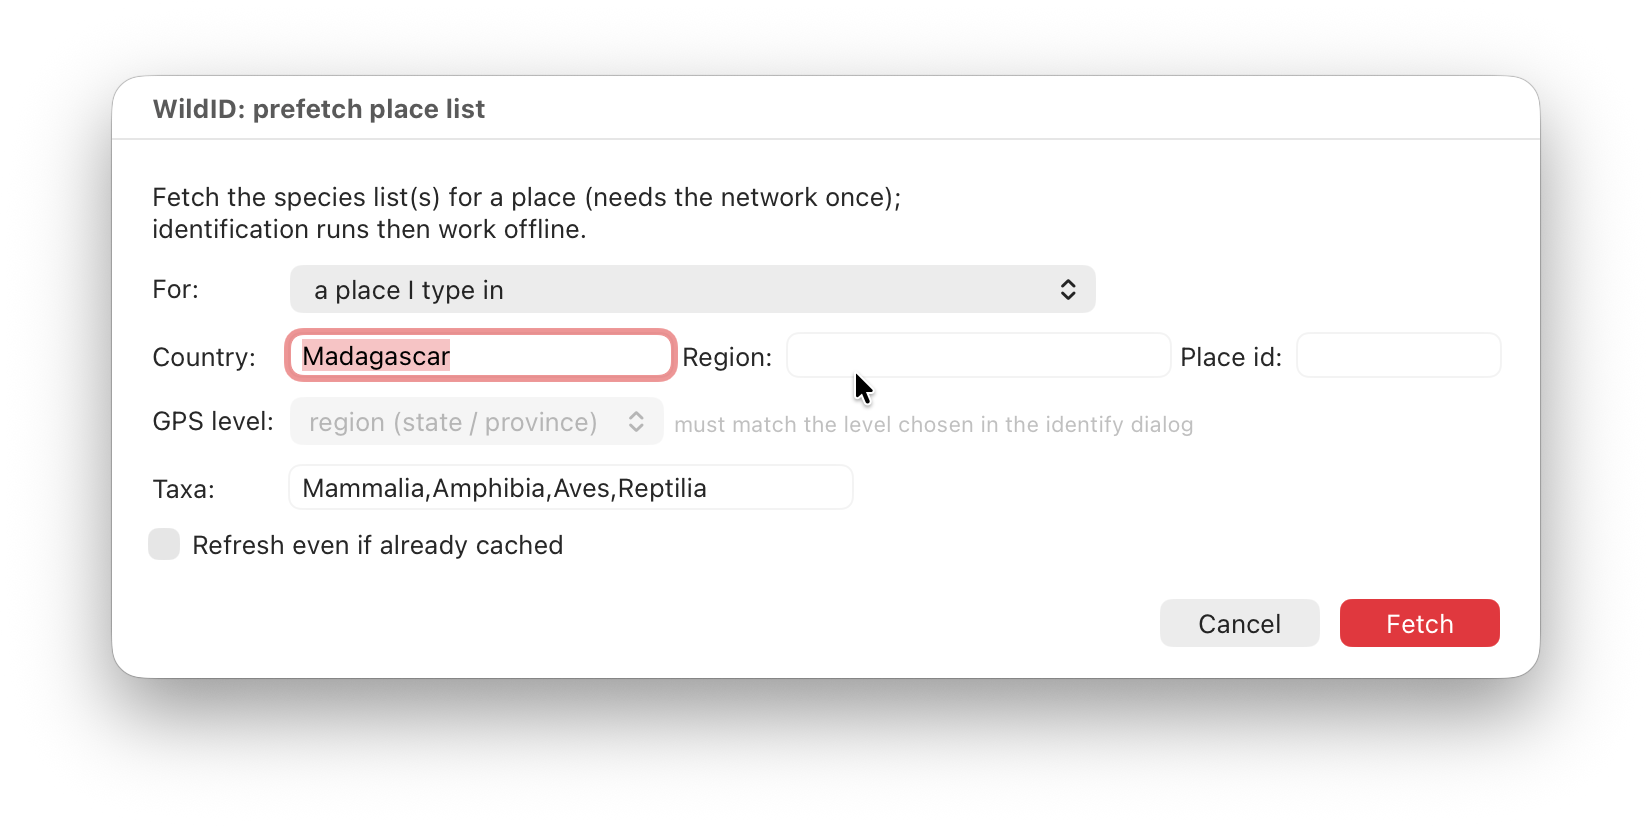 WildID: prefetch place list
Fetch the species list(s) for a place (needs the network once);
identification runs then work offline.
For: a place I type in
Country: Madagascar Region: Place id:
GPS level: region (state / province) must match the level chosen in the identify dialog
Taxa: Mammalia,Amphibia,Aves,Reptilia
Refresh even if already cached
Cancel Fetch